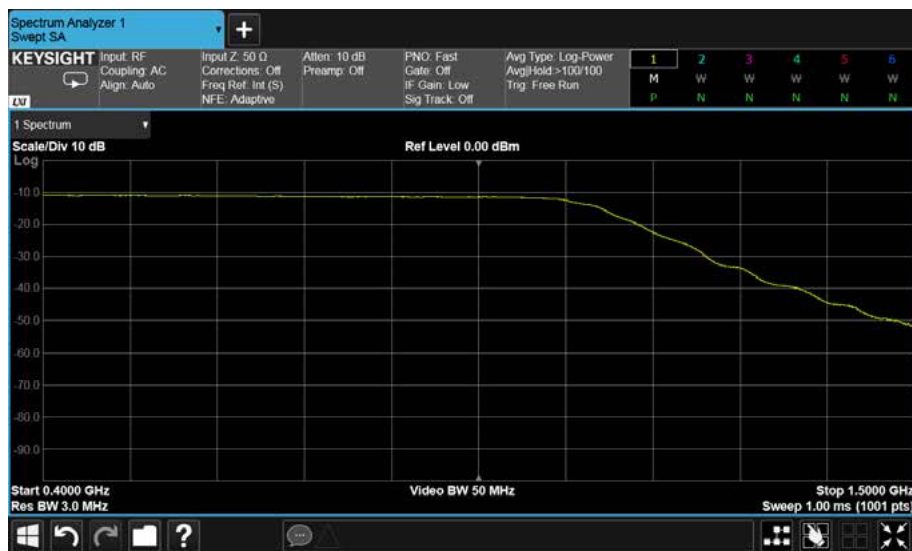 Spectrum Analyzer 1
Swept SA
+
KEYSIGHT Input: RF Input Z: 50 Ω Atten: 10 dB PNO: Fast Avg Type: Log-Power 1 2 3 4 5 6
Coupling: AC Corrections: Off Preamp: Off Gate: Off Avg|Hold:>100/100 M W W W W W
Align: Auto Freq Ref: Int (S) IF Gain: Low Trig: Free Run
LXI NFE: Adaptive Sig Track: Off P N N N N N
1 Spectrum
Scale/Div 10 dB Ref Level 0.00 dBm
Log
-10.0
-20.0
-30.0
-40.0
-50.0
-60.0
-70.0
-80.0
-90.0
Start 0.4000 GHz Video BW 50 MHz Stop 1.5000 GHz
Res BW 3.0 MHz Sweep 1.00 ms (1001 pts)
?